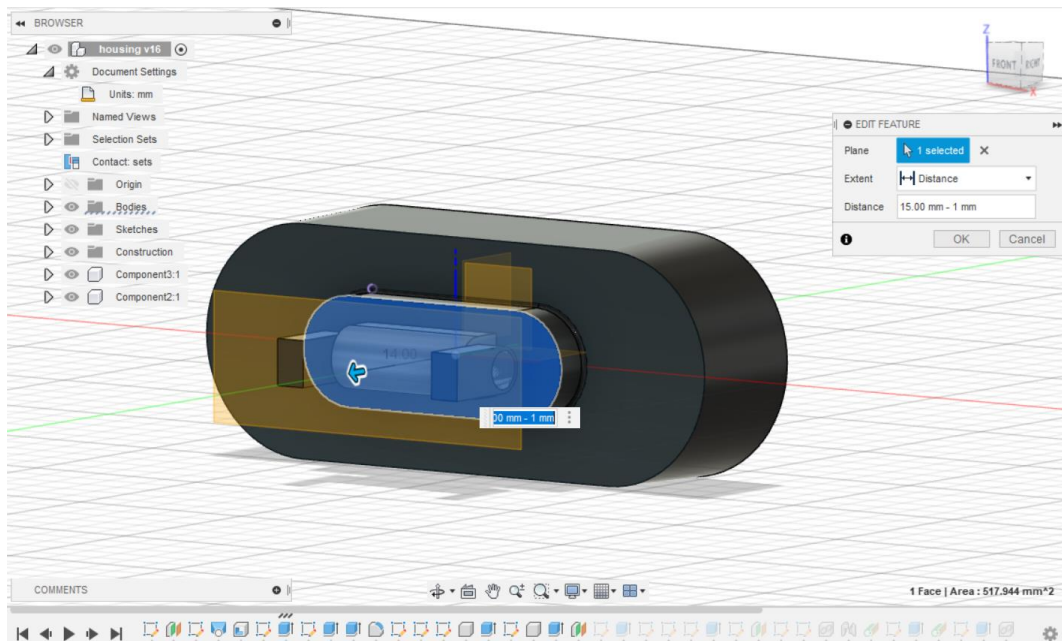 BROWSER
housing v16
Document Settings
Units: mm
Named Views
Selection Sets
Contact: sets
Origin
Bodies
Sketches
Construction
Component3:1
Component2:1
Z
FRONT
RIGHT
X
EDIT FEATURE
Plane
1 selected
Extent
Distance
Distance
15.00 mm - 1 mm
OK
Cancel
14.00
00 mm - 1 mm
COMMENTS
1 Face | Area : 517.944 mm^2